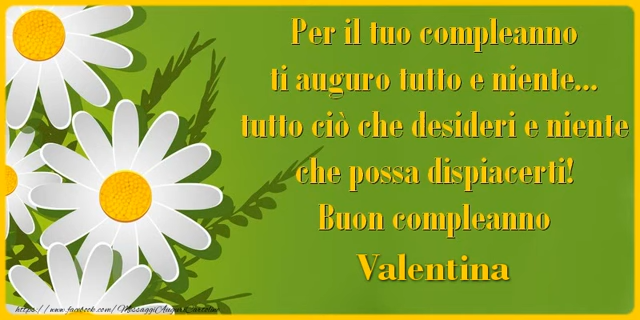 Per il tuo compleanno
ti auguro tutto e niente...
tutto ciò che desideri e niente
che possa dispiacerti!
Buon compleanno
Valentina